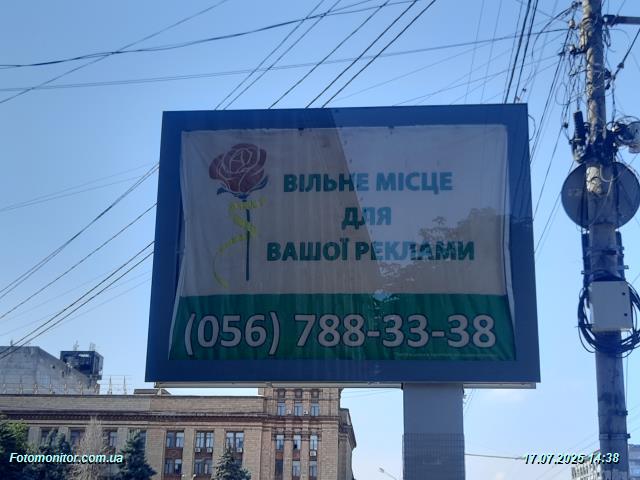 ВІЛЬНЕ МІСЦЕ
ДЛЯ
ВАШОЇ РЕКЛАМИ
(056) 788-33-38
Fotomonitor.com.ua
17.07.2025 14:38